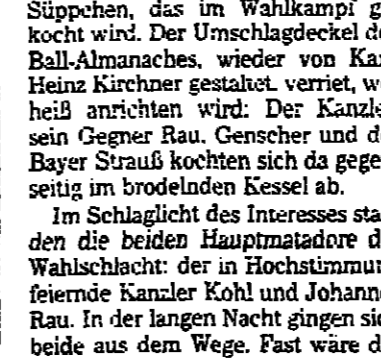 Süppchen, das im Wahlkampf g
kocht wird. Der Umschlagdeckel de
Ball-Almanaches, wieder von Ka
Heinz Kirchner gestaltet, verriet, w
heiß anrichten wird: Der Kanzle
sein Gegner Rau, Genscher und d
Bayer Strauß kochten sich da gege
seitig im brodelnden Kessel ab.
Im Schlaglicht des Interesses sta
den die beiden Hauptmatadore d
Wahlschlacht: der in Hochstimmun
feiernde Kanzler Kohl und Johann
Rau. In der langen Nacht gingen sic
beide aus dem Wege. Fast wäre d